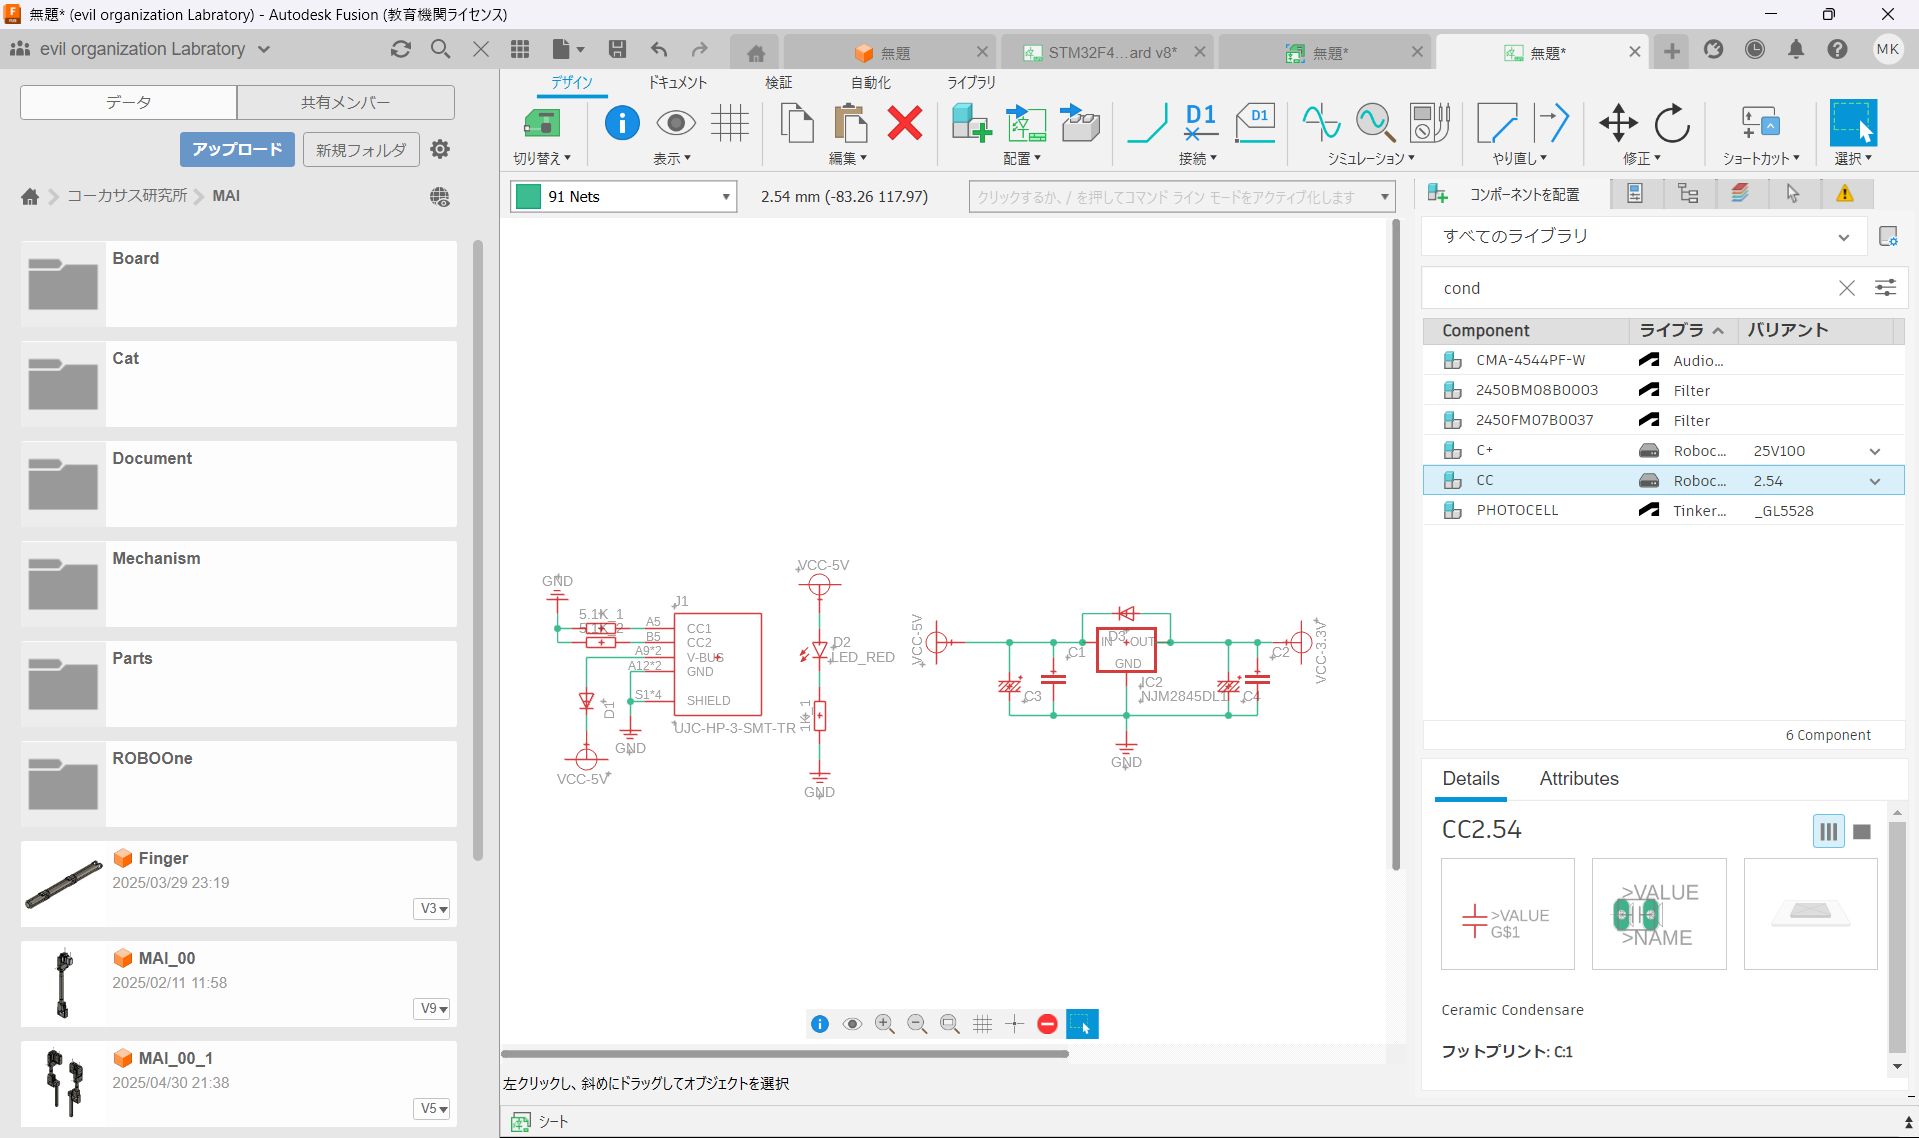 無題* (evil organization Labratory) - Autodesk Fusion (教育機関ライセンス)
evil organization Labratory
無題
STM32F4...ard v8*
無題*
無題*
MK
データ
共有メンバー
アップロード
新規フォルダ
コーカサス研究所
MAI
Board
Cat
Document
Mechanism
Parts
ROBOOne
Finger
2025/03/29 23:19
V3
MAI_00
2025/02/11 11:58
V9
MAI_00_1
2025/04/30 21:38
V5
デザイン
ドキュメント
検証
自動化
ライブラリ
D1
D1
切り替え
表示
編集
配置
接続
シミュレーション
やり直し
修正
ショートカット
選択
91 Nets
2.54 mm (-83.26 117.97)
クリックするか、/ を押してコマンド ライン モードをアクティブ化します
GND
5.1K_1
5.1K_2
J1
A5
B5
A9*2
A12*2
S1*4
CC1
CC2
V-BUS
GND
SHIELD
UJC-HP-3-SMT-TR
D1
GND
VCC-5V
VCC-5V
D2
LED_RED
1K_1
GND
VCC-5V
C3
C1
D3
IN
OUT
GND
IC2
NJM2845DL1
C4
C2
VCC-3.3V
GND
左クリックし、斜めにドラッグしてオブジェクトを選択
シート
コンポーネントを配置
すべてのライブラリ
cond
Component ライブラ バリアント
CMA-4544PF-W Audio...
2450BM08B0003 Filter
2450FM07B0037 Filter
C+ Roboc... 25V100
CC Roboc... 2.54
PHOTOCELL Tinker... _GL5528
6 Component
Details
Attributes
CC2.54
>VALUE
G$1
>VALUE
>NAME
Ceramic Condensare
フットプリント: C:1